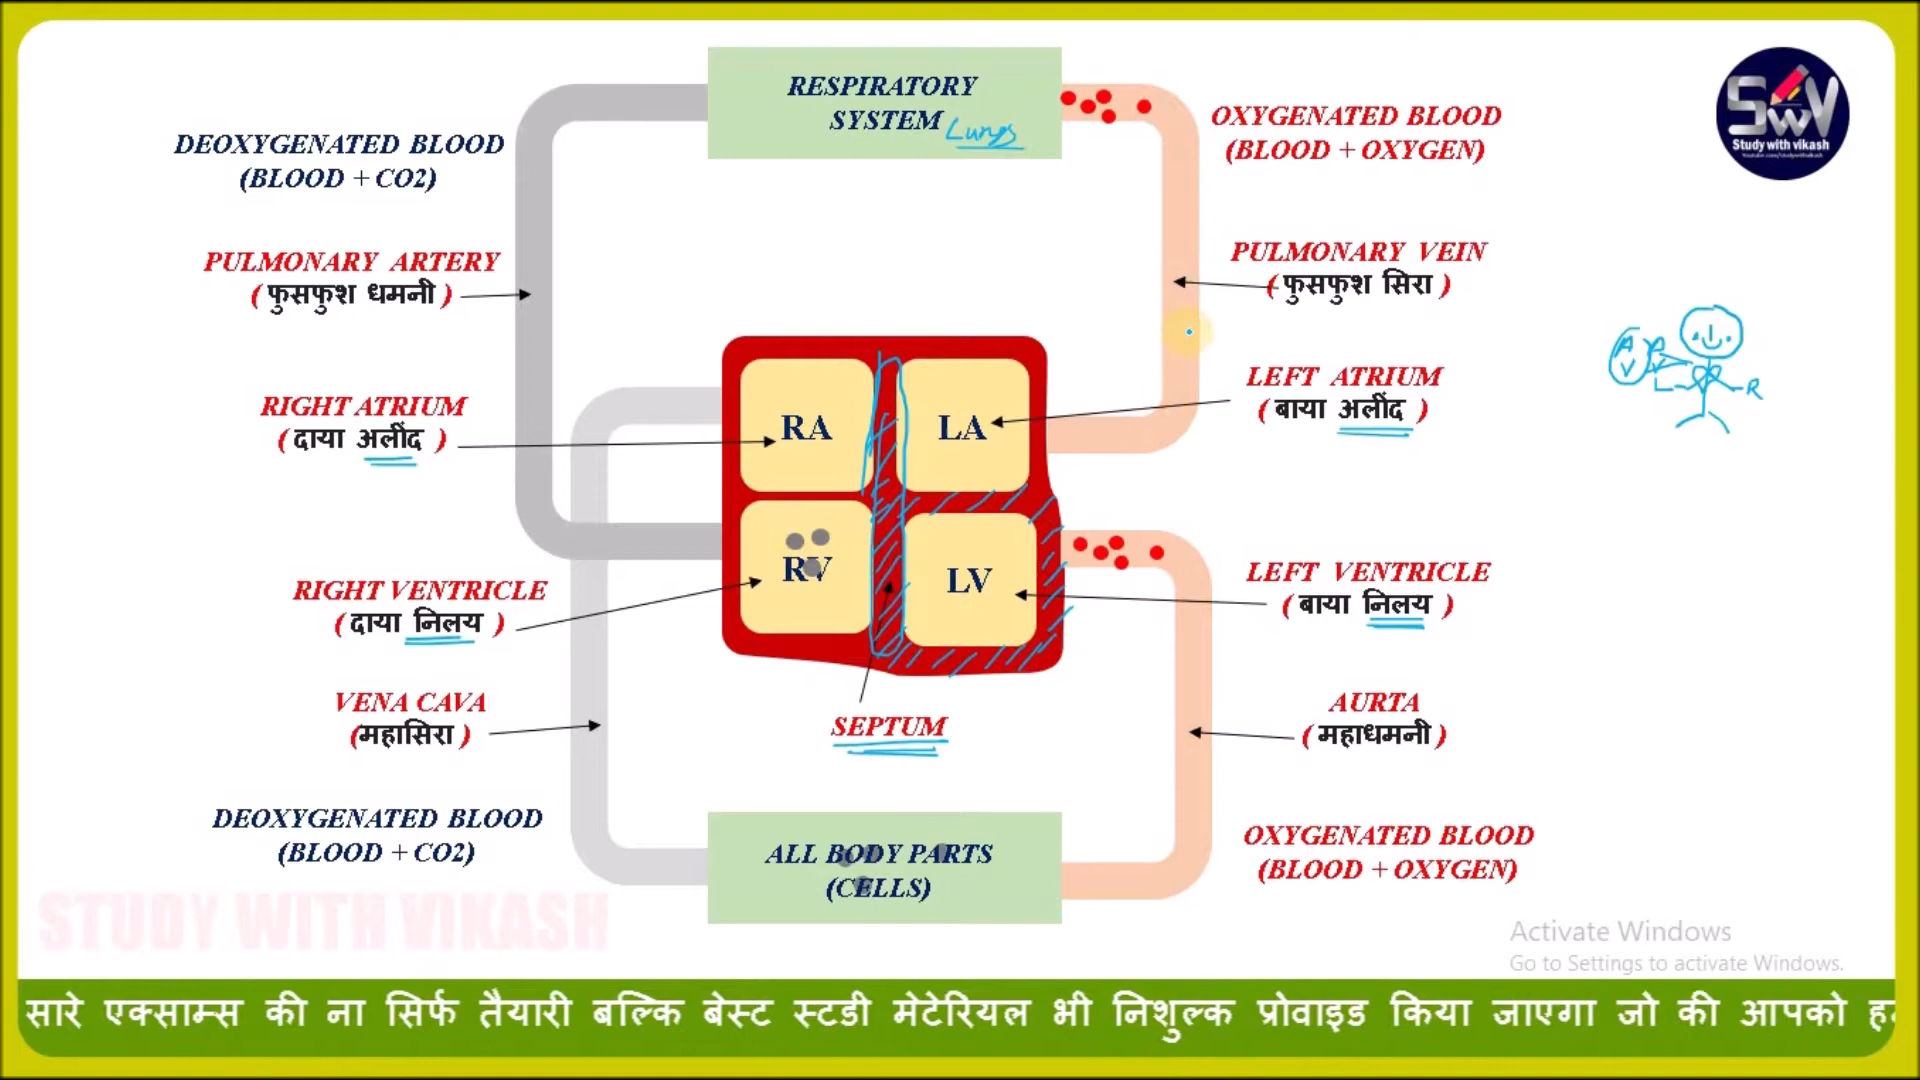 RESPIRATORY
SYSTEM Lungs
DEOXYGENATED BLOOD
(BLOOD + CO2)
OXYGENATED BLOOD
(BLOOD + OXYGEN)
SWV
Study with vikash
PULMONARY ARTERY
( फुसफुश धमनी )
PULMONARY VEIN
( फुसफुश सिरा )
RIGHT ATRIUM
( दाया अलींद )
RA
LA
LEFT ATRIUM
( बाया अलींद )
A
V
L
R
RIGHT VENTRICLE
( दाया निलय )
RV
LV
LEFT VENTRICLE
( बाया निलय )
VENA CAVA
(महासिरा )
SEPTUM
AURTA
( महाधमनी )
DEOXYGENATED BLOOD
(BLOOD + CO2)
ALL BODY PARTS
(CELLS)
OXYGENATED BLOOD
(BLOOD + OXYGEN)
STUDY WITH VIKASH
Activate Windows
Go to Settings to activate Windows.
सारे एक्साम्स की ना सिर्फ तैयारी बल्कि बेस्ट स्टडी मेटेरियल भी निशुल्क प्रोवाइड किया जाएगा जो की आपको